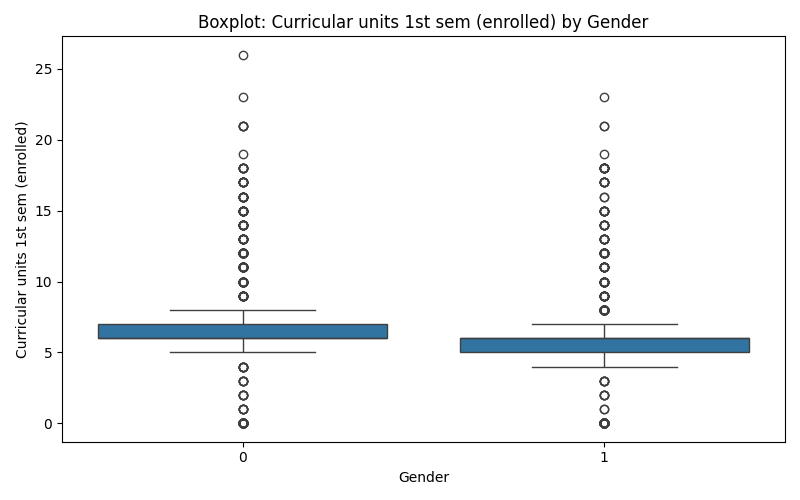 Boxplot: Curricular units 1st sem (enrolled) by Gender
Curricular units 1st sem (enrolled)
25
20
15
10
5
0
0 1
Gender